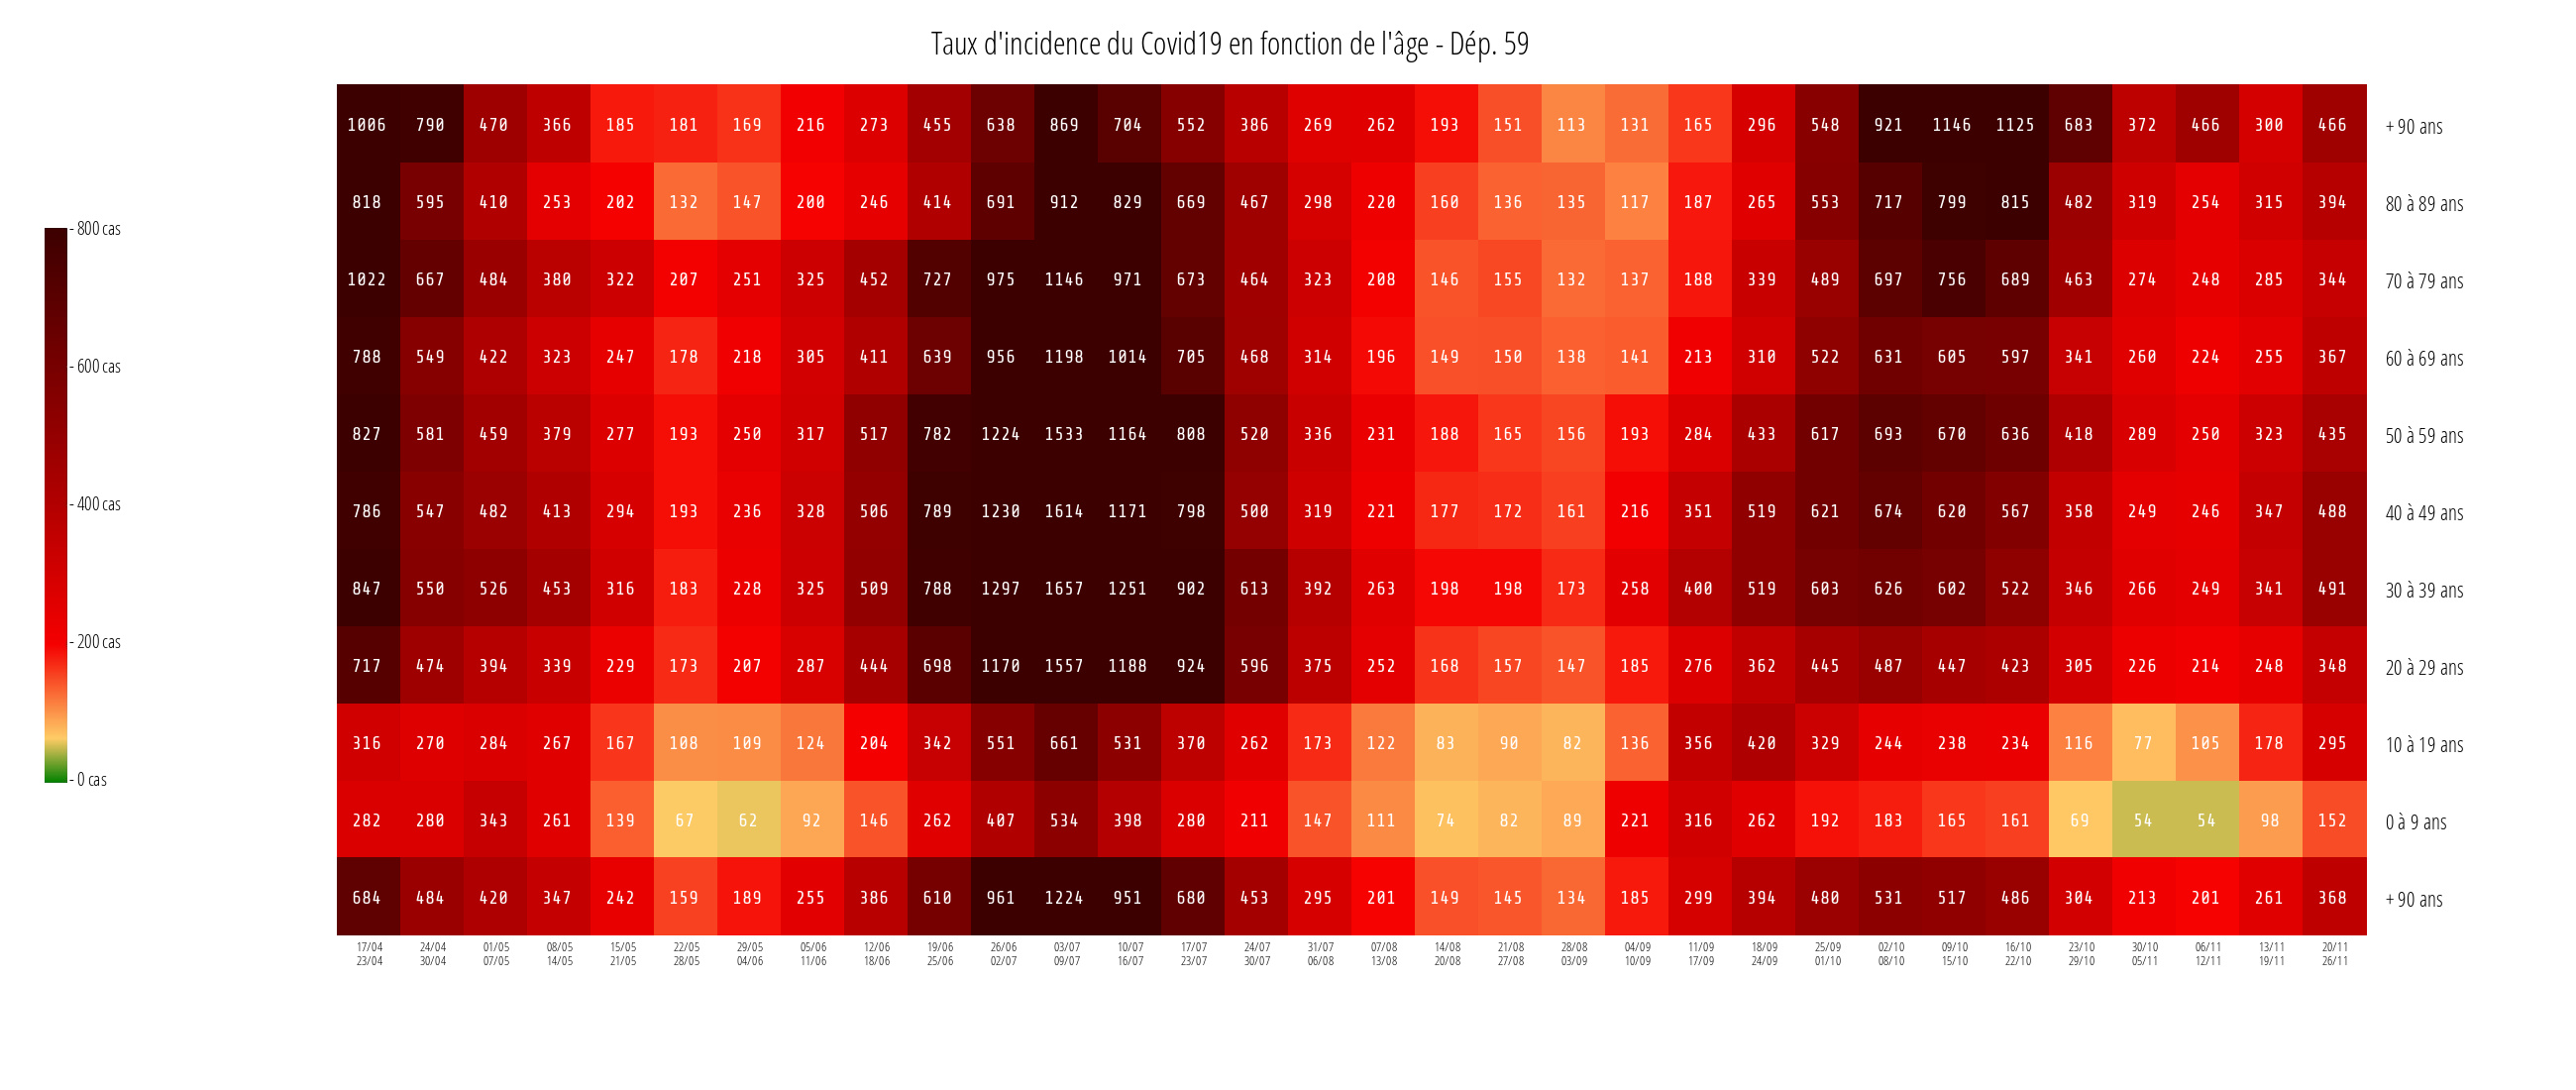 Taux d'incidence du Covid19 en fonction de l'âge - Dép. 59
- 800 cas
- 600 cas
- 400 cas
- 200 cas
- 0 cas
1006 790 470 366 185 181 169 216 273 455 638 869 704 552 386 269 262 193 151 113 131 165 296 548 921 1146 1125 683 372 466 300 466 + 90 ans
818 595 410 253 202 132 147 200 246 414 691 912 829 669 467 298 220 160 136 135 117 187 265 553 717 799 815 482 319 254 315 394 80 à 89 ans
1022 667 484 380 322 207 251 325 452 727 975 1146 971 673 464 323 208 146 155 132 137 188 339 489 697 756 689 463 274 248 285 344 70 à 79 ans
788 549 422 323 247 178 218 305 411 639 956 1198 1014 705 468 314 196 149 150 138 141 213 310 522 631 605 597 341 260 224 255 367 60 à 69 ans
827 581 459 379 277 193 250 317 517 782 1224 1533 1164 808 520 336 231 188 165 156 193 284 433 617 693 670 636 418 289 250 323 435 50 à 59 ans
786 547 482 413 294 193 236 328 506 789 1230 1614 1171 798 500 319 221 177 172 161 216 351 519 621 674 620 567 358 249 246 347 488 40 à 49 ans
847 550 526 453 316 183 228 325 509 788 1297 1657 1251 902 613 392 263 198 198 173 258 400 519 603 626 602 522 346 266 249 341 491 30 à 39 ans
717 474 394 339 229 173 207 287 444 698 1170 1557 1188 924 596 375 252 168 157 147 185 276 362 445 487 447 423 305 226 214 248 348 20 à 29 ans
316 270 284 267 167 108 109 124 204 342 551 661 531 370 262 173 122 83 90 82 136 356 420 329 244 238 234 116 77 105 178 295 10 à 19 ans
282 280 343 261 139 67 62 92 146 262 407 534 398 280 211 147 111 74 82 89 221 316 262 192 183 165 161 69 54 54 98 152 0 à 9 ans
684 484 420 347 242 159 189 255 386 610 961 1224 951 680 453 295 201 149 145 134 185 299 394 480 531 517 486 304 213 201 261 368 + 90 ans
17/04 24/04 01/05 08/05 15/05 22/05 29/05 05/06 12/06 19/06 26/06 03/07 10/07 17/07 24/07 31/07 07/08 14/08 21/08 28/08 04/09 11/09 18/09 25/09 02/10 09/10 16/10 23/10 30/10 06/11 13/11 20/11
23/04 30/04 07/05 14/05 21/05 28/05 04/06 11/06 18/06 25/06 02/07 09/07 16/07 23/07 30/07 06/08 13/08 20/08 27/08 03/09 10/09 17/09 24/09 01/10 08/10 15/10 22/10 29/10 05/11 12/11 19/11 26/11